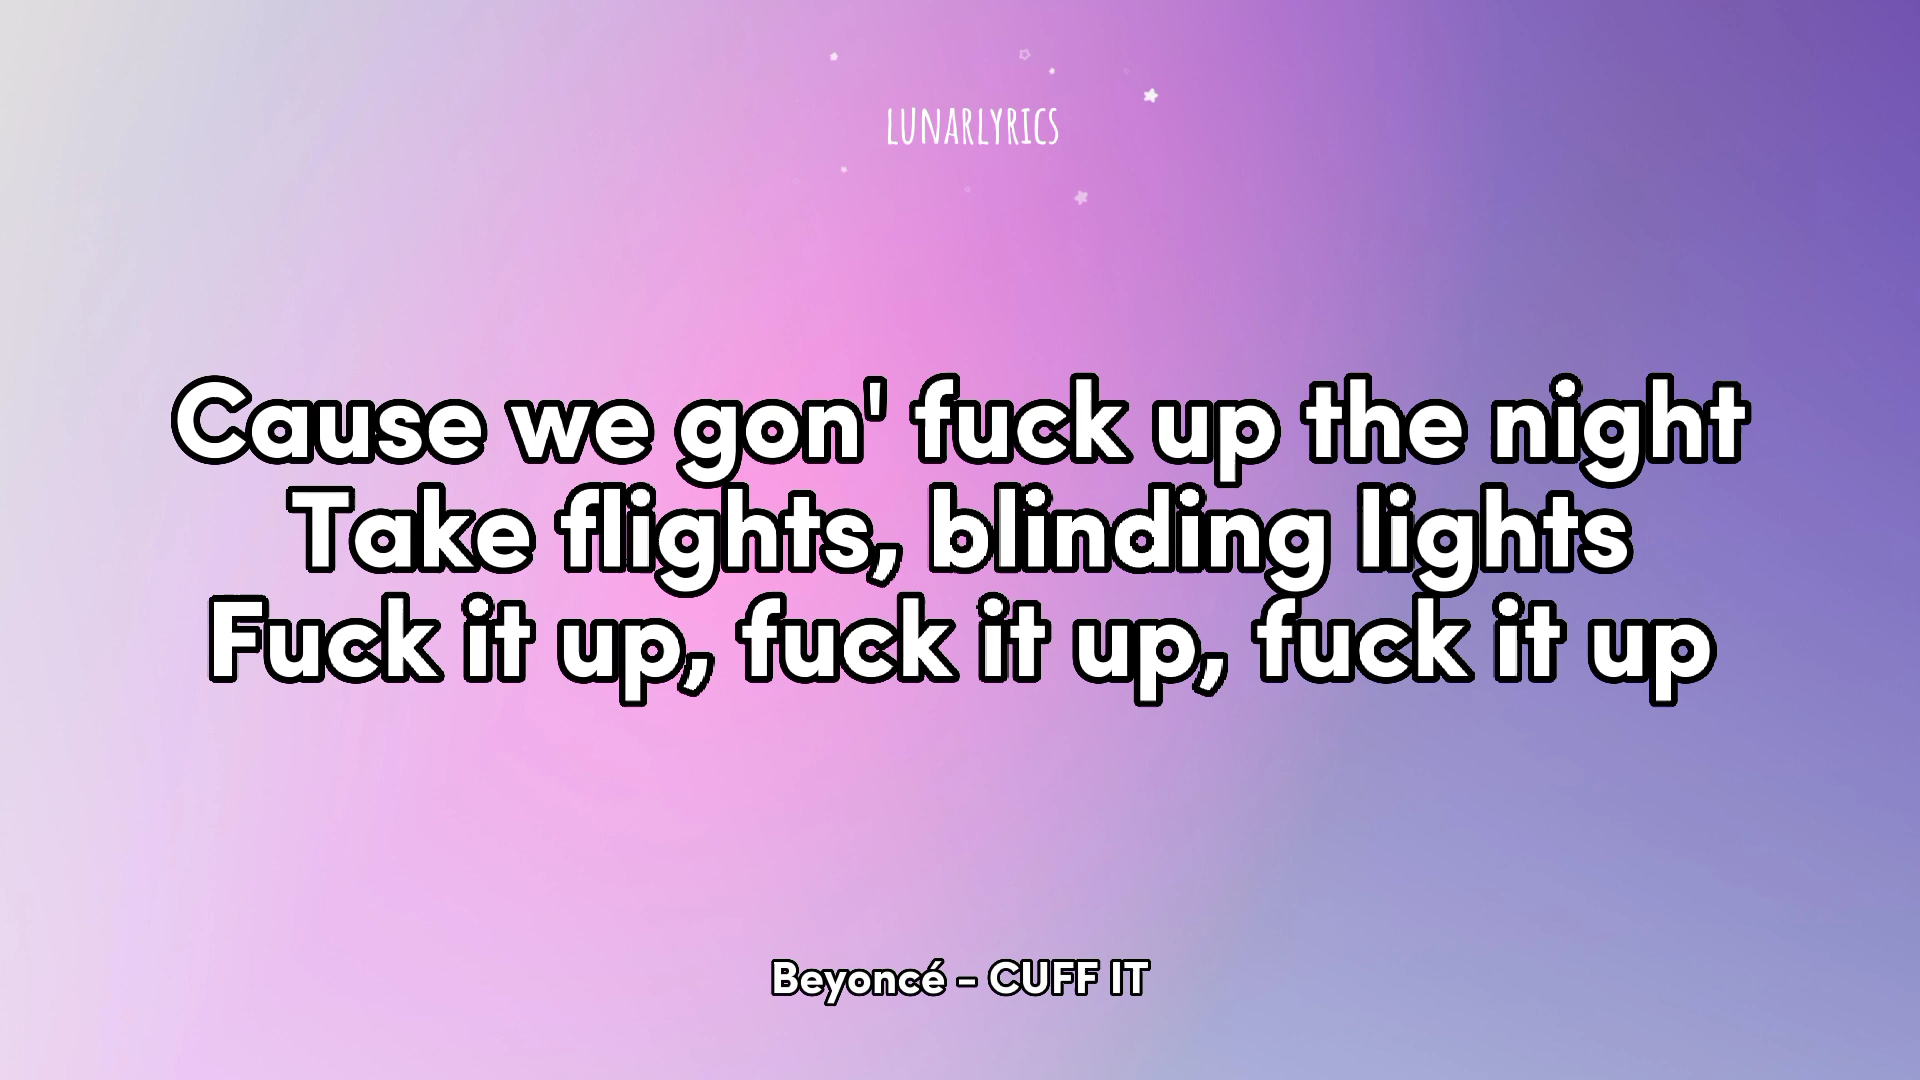 LUNARLYRICS
Cause we gon' fuck up the night
Take flights, blinding lights
Fuck it up, fuck it up, fuck it up
Beyoncé - CUFF IT